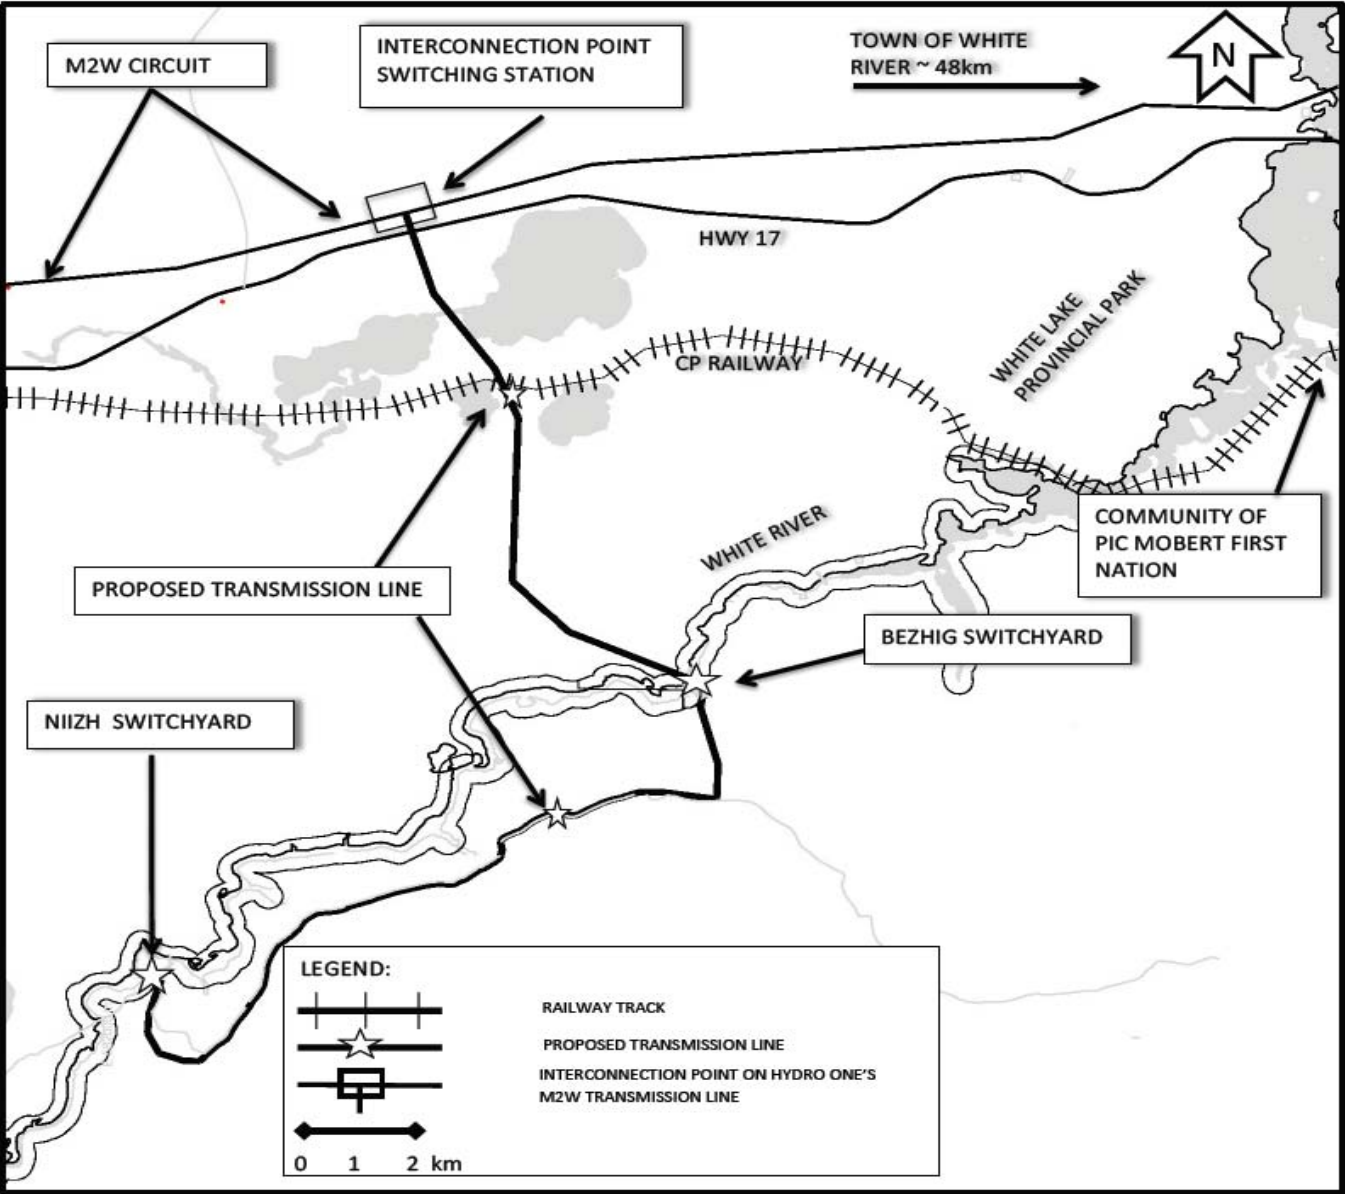 M2W CIRCUIT
INTERCONNECTION POINT
SWITCHING STATION
TOWN OF WHITE
RIVER ~ 48km
N
HWY 17
WHITE LAKE
PROVINCIAL PARK
CP RAILWAY
COMMUNITY OF
PIC MOBERT FIRST
NATION
WHITE RIVER
PROPOSED TRANSMISSION LINE
BEZHIG SWITCHYARD
NIIZH SWITCHYARD
LEGEND:
RAILWAY TRACK
PROPOSED TRANSMISSION LINE
INTERCONNECTION POINT ON HYDRO ONE'S
M2W TRANSMISSION LINE
0 1 2 km